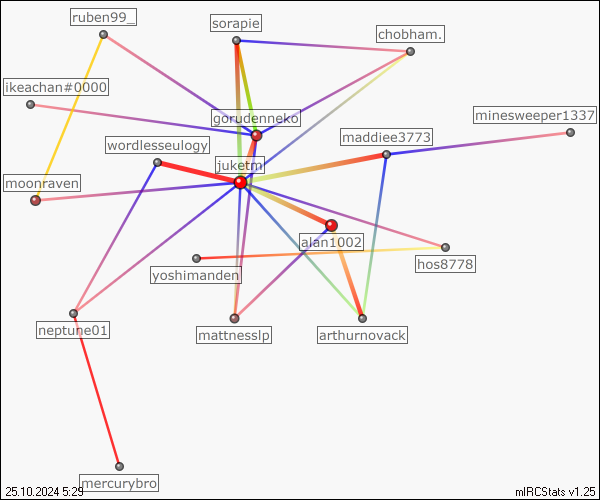 ruben99_
sorapie
chobham.
ikeachan#0000
gorudenneko
minesweeper1337
wordlesseulogy
maddiee3773
juketm
moonraven
alan1002
hos8778
yoshimanden
neptune01
mattnesslp
arthurnovack
mercurybro
25.10.2024 5:29
mIRCStats v1.25